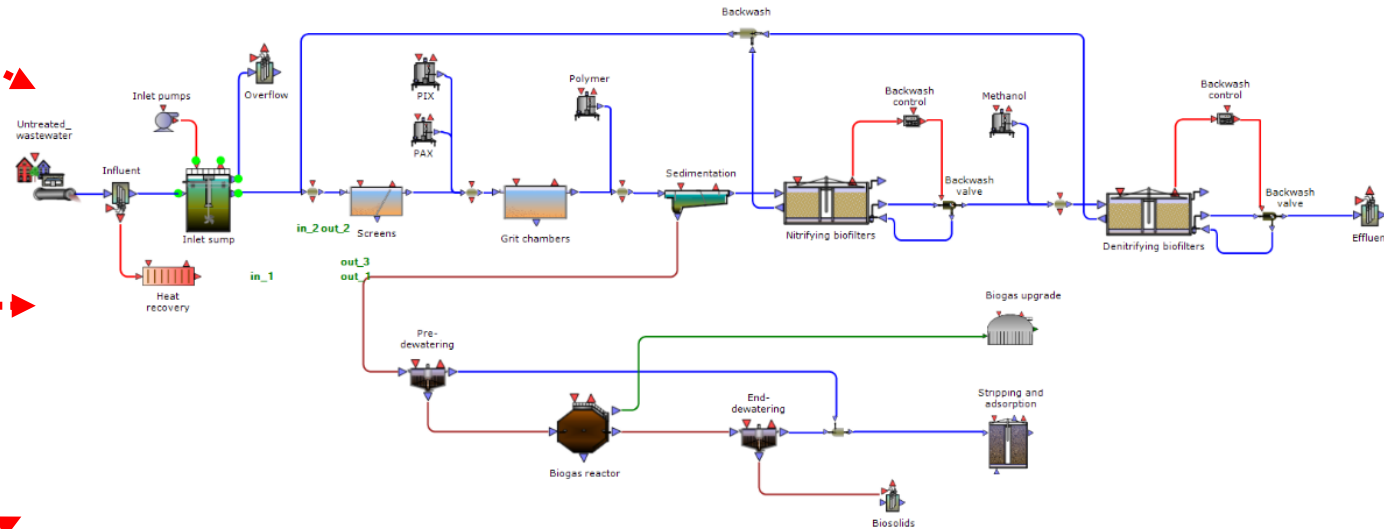 Backwash
Inlet pumps
Overflow
PIX
Polymer
Backwash
control
Methanol
Backwash
control
Untreated_
wastewater
PAX
Influent
Sedimentation
Backwash
valve
Backwash
valve
Inlet sump
in_2
out_2
Screens
Grit chambers
Nitrifying biofilters
Denitrifying biofilters
Effluen
out_3
in_1
out_1
Heat
recovery
Biogas upgrade
Pre-
dewatering
End-
dewatering
Stripping and
adsorption
Biogas reactor
Biosolids